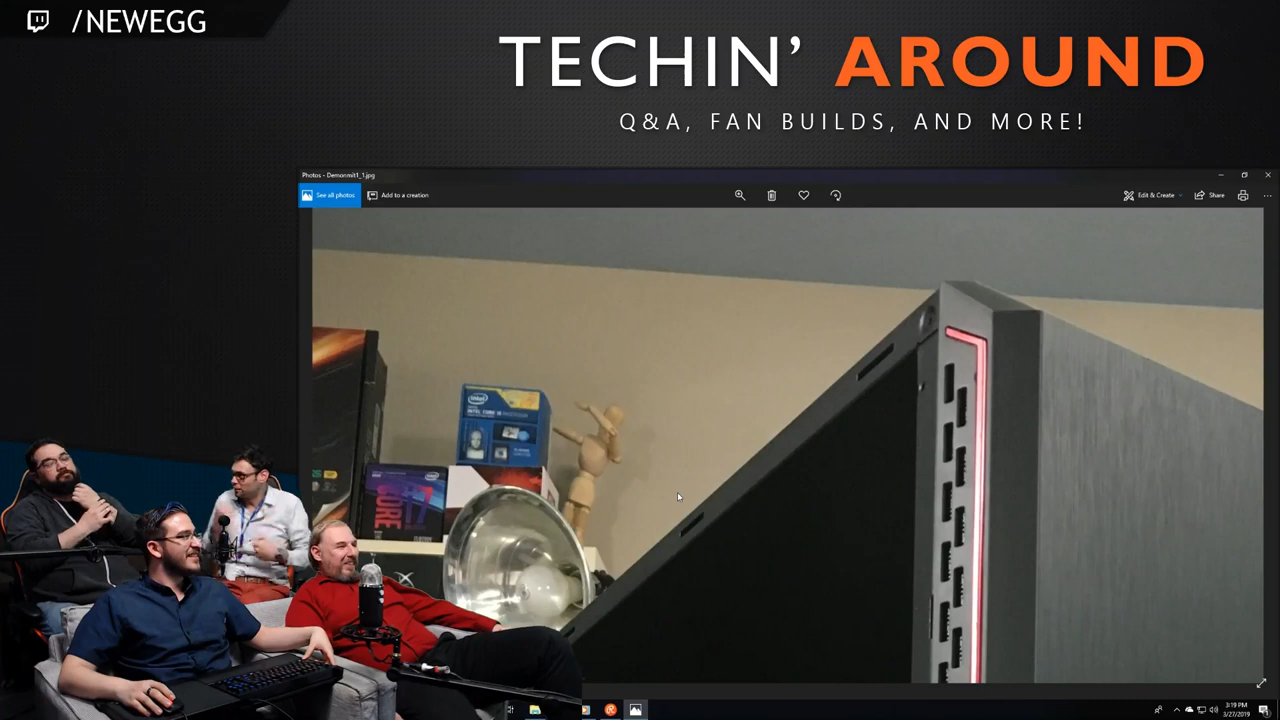 /NEWEGG
TECHIN' AROUND
Q&A, FAN BUILDS, AND MORE!
Photos - Demonmit1_1.jpg
See all photos
Add to a creation
Edit & Create
Share
intel
CORE
3:19 PM
3/27/2019